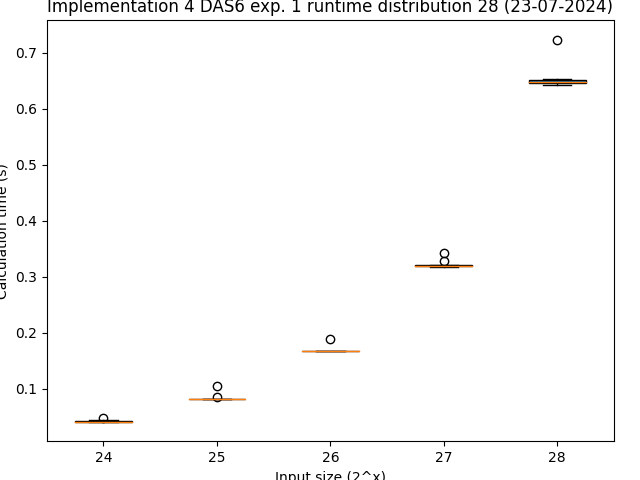 Implementation 4 DAS6 exp. 1 runtime distribution 28 (23-07-2024)
Calculation time (s)
0.7
0.6
0.5
0.4
0.3
0.2
0.1
24 25 26 27 28
Input size (2^x)